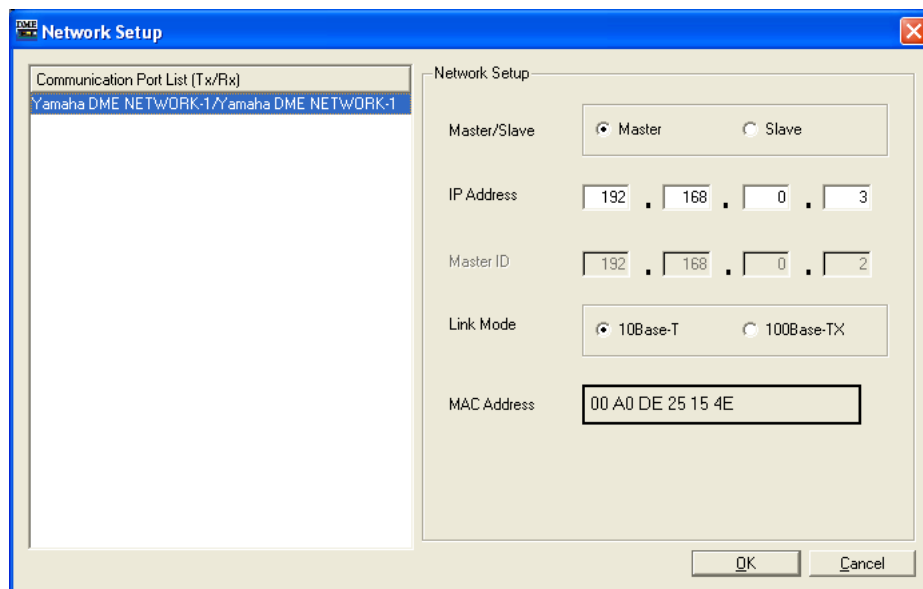 DME
Network Setup
Communication Port List (Tx/Rx)
Yamaha DME NETWORK-1/Yamaha DME NETWORK-1
Network Setup
Master/Slave
Master
Slave
IP Address
192 . 168 . 0 . 3
Master ID
192 . 168 . 0 . 2
Link Mode
10Base-T
100Base-TX
MAC Address
00 A0 DE 25 15 4E
OK
Cancel